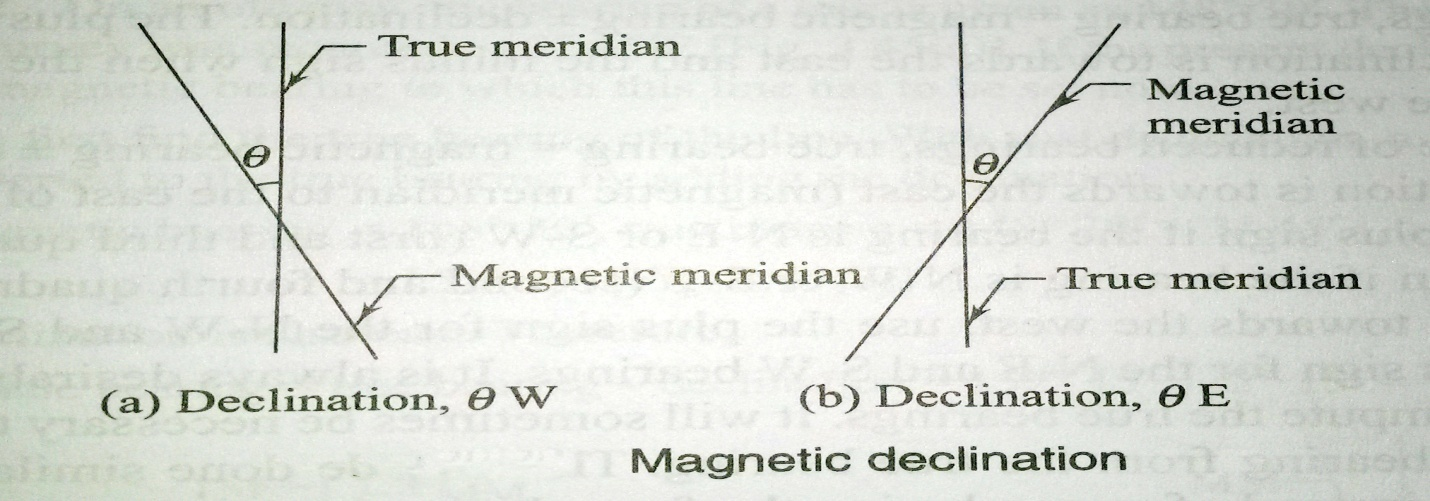 True meridian
θ
Magnetic meridian
(a) Declination, θ W
Magnetic
meridian
θ
True meridian
(b) Declination, θ E
Magnetic declination